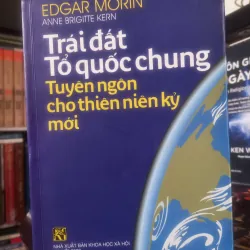 EDGAR MORIN
ANNE BRIGITTE KERN
Trái đất
Tổ quốc chung
Tuyên ngôn
cho thiên niên kỷ
mới
NHÀ XUẤT BẢN KHOA HỌC XÃ HỘI
KEN W